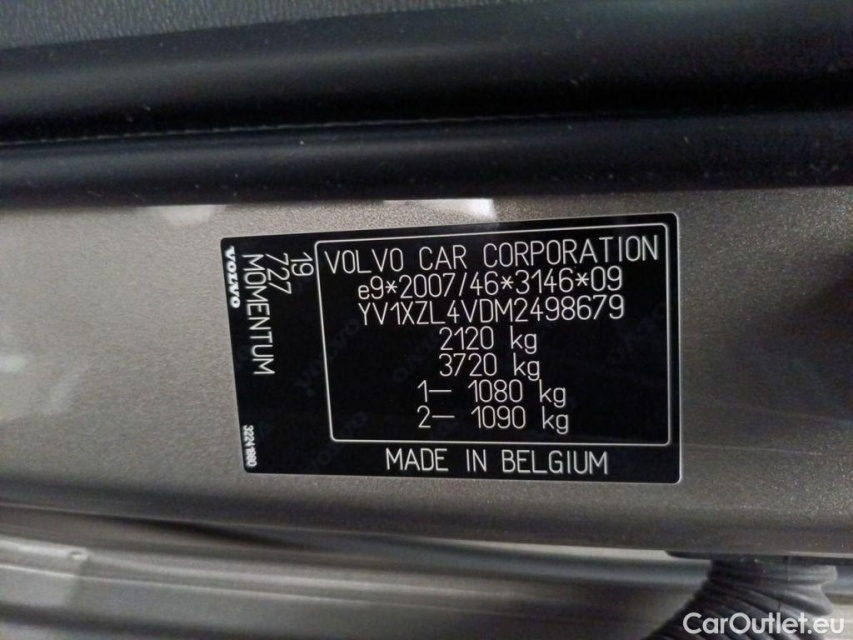 VOLVO CAR CORPORATION
e9*2007/46*3146*09
YV1XZL4VDM2498679
2120 kg
3720 kg
1— 1080 kg
2— 1090 kg
MADE IN BELGIUM
19
727
MOMENTUM
VOLVO
32241980
CarOutlet.eu